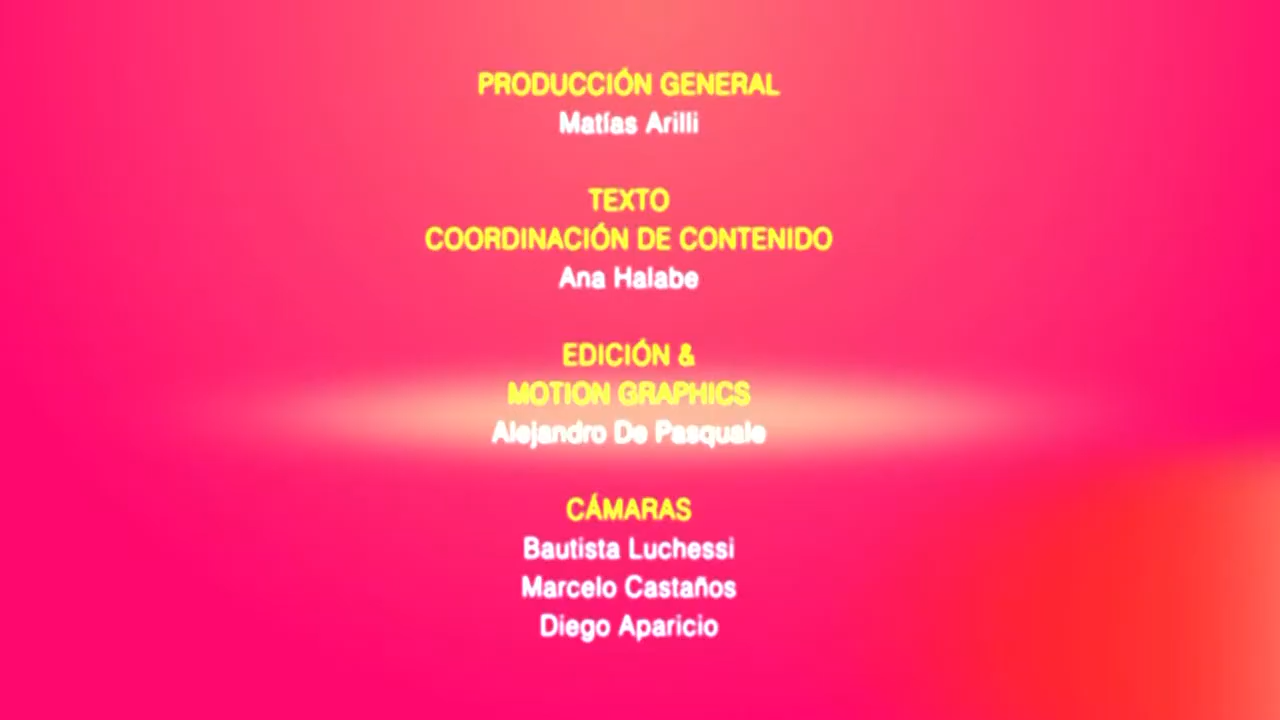 PRODUCCIÓN GENERAL
Matías Arilli
TEXTO
COORDINACIÓN DE CONTENIDO
Ana Halabe
EDICIÓN &
MOTION GRAPHICS
Alejandro De Pasquale
CÁMARAS
Bautista Luchessi
Marcelo Castaños
Diego Aparicio